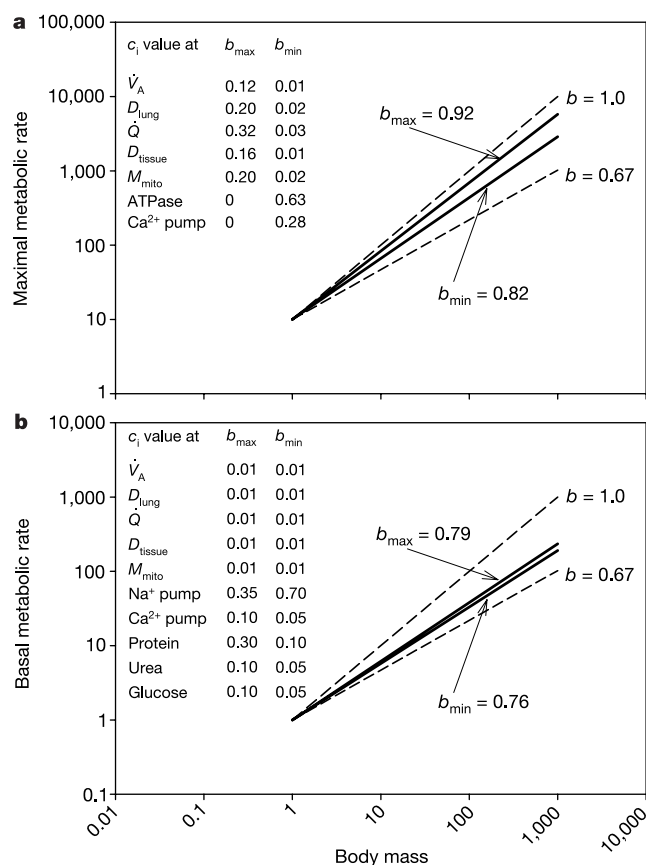 a
100,000
10,000
1,000
100
10
1
Maximal metabolic rate
cᵢ value at b_max b_min
V̇_A 0.12 0.01
D_lung 0.20 0.02
Q̇ 0.32 0.03
D_tissue 0.16 0.01
M_mito 0.20 0.02
ATPase 0 0.63
Ca²⁺ pump 0 0.28
b = 1.0
b_max = 0.92
b = 0.67
b_min = 0.82
b
10,000
1,000
100
10
1
0.1
Basal metabolic rate
cᵢ value at b_max b_min
V̇_A 0.01 0.01
D_lung 0.01 0.01
Q̇ 0.01 0.01
D_tissue 0.01 0.01
M_mito 0.01 0.01
Na⁺ pump 0.35 0.70
Ca²⁺ pump 0.10 0.05
Protein 0.30 0.10
Urea 0.10 0.05
Glucose 0.10 0.05
b = 1.0
b_max = 0.79
b = 0.67
b_min = 0.76
0.01 0.1 1 10 100 1,000 10,000
Body mass